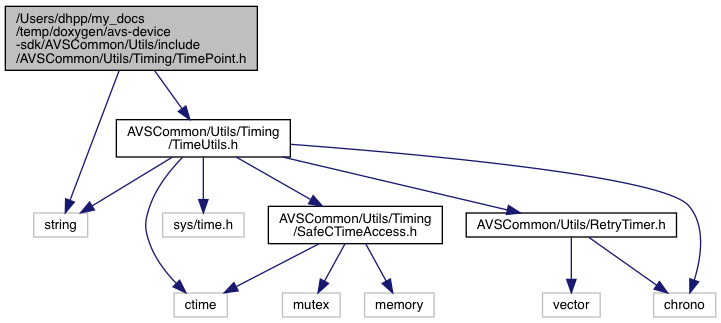 /Users/dhpp/my_docs
/temp/doxygen/avs-device
-sdk/AVSCommon/Utils/include
/AVSCommon/Utils/Timing/TimePoint.h
AVSCommon/Utils/Timing
/TimeUtils.h
string
sys/time.h
AVSCommon/Utils/Timing
/SafeCTimeAccess.h
AVSCommon/Utils/RetryTimer.h
ctime
mutex
memory
vector
chrono